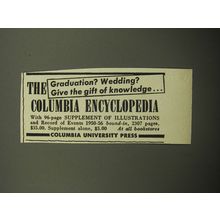 Graduation? Wedding?
Give the gift of knowledge...
THE
COLUMBIA ENCYCLOPEDIA
With 96-page SUPPLEMENT OF ILLUSTRATIONS
and Record of Events 1950-56 bound-in, 2307 pages,
$35.00. Supplement alone, $5.00 At all bookstores
COLUMBIA UNIVERSITY PRESS